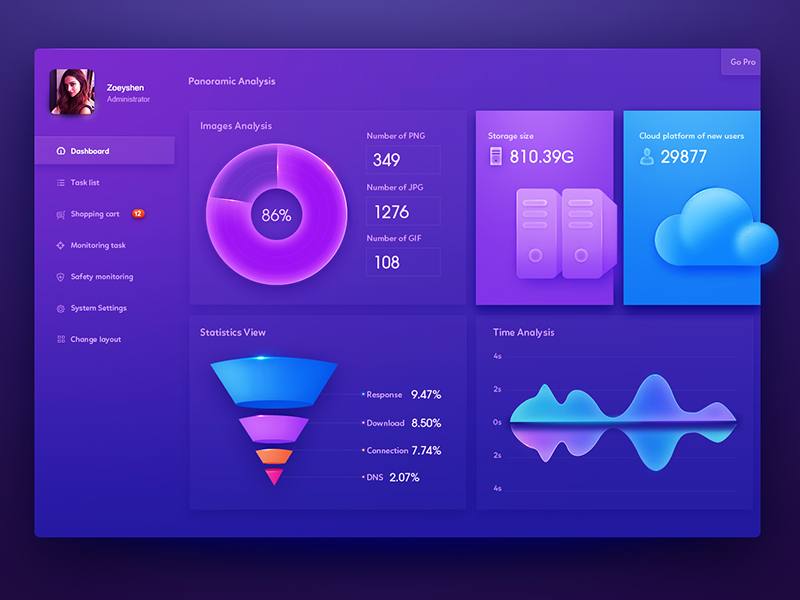 Go Pro
Zoeyshen
Administrator
Panoramic Analysis
Dashboard
Task list
Shopping cart 12
Monitoring task
Safety monitoring
System Settings
Change layout
Images Analysis
86%
Number of PNG
349
Number of JPG
1276
Number of GIF
108
Storage size
810.39G
Cloud platform of new users
29877
Statistics View
Response 9.47%
Download 8.50%
Connection 7.74%
DNS 2.07%
Time Analysis
4s
2s
0s
2s
4s